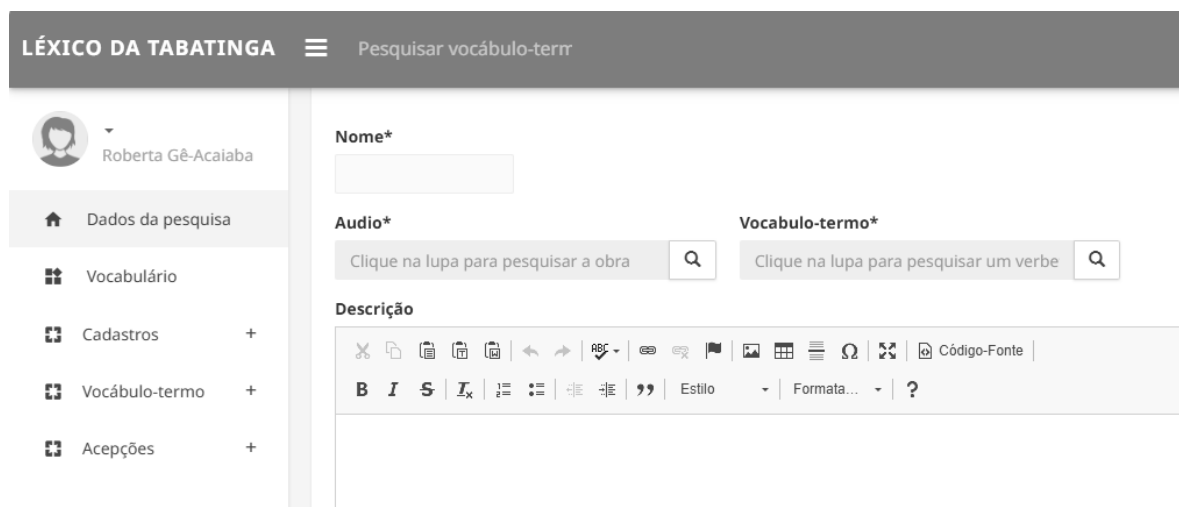 LÉXICO DA TABATINGA Pesquisar vocábulo-term
Roberta Gê-Acaiaba
Dados da pesquisa
Vocabulário
Cadastros +
Vocábulo-termo +
Acepções +
Nome*
Audio* Vocabulo-termo*
Clique na lupa para pesquisar a obra Clique na lupa para pesquisar um verbe
Descrição
ABC Ω Código-Fonte
B I S Ix Estilo Formata... ?